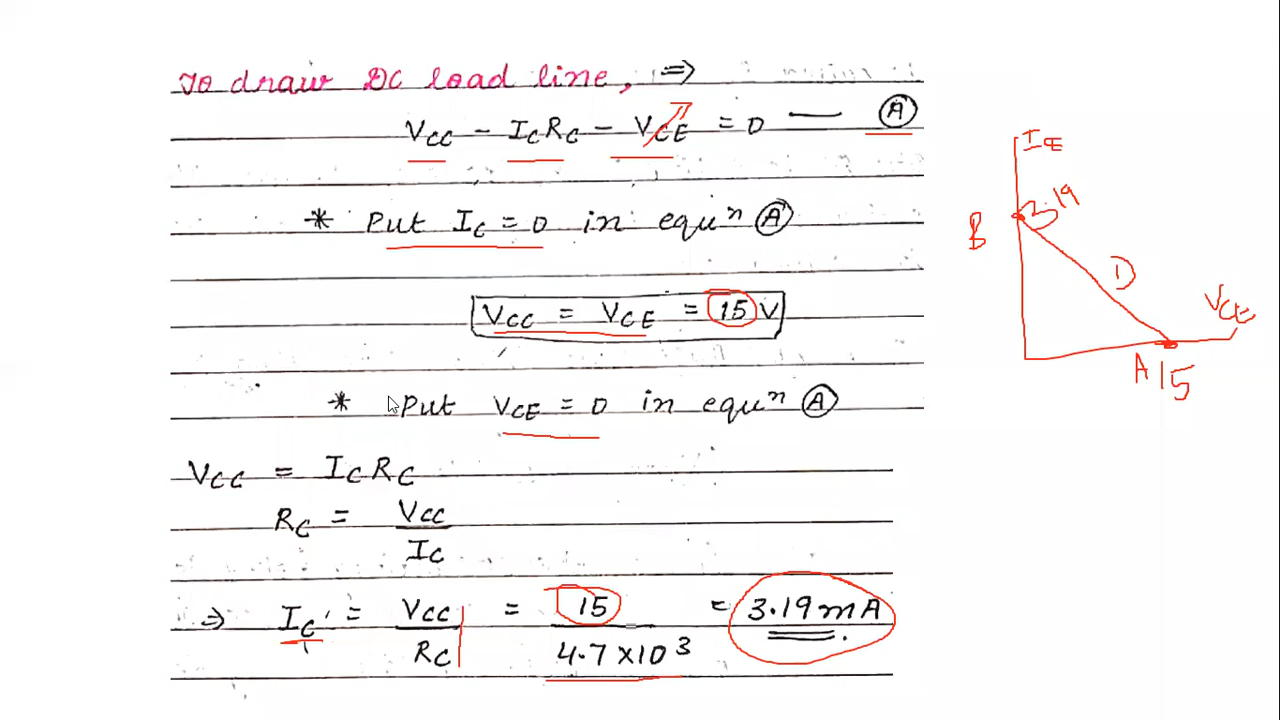 To draw DC load line, ⇒
VCC - ICRC - VCE = 0 — (A)
* Put IC = 0 in equⁿ (A)
VCC = VCE = 15 V
* Put VCE = 0 in equⁿ (A)
VCC = ICRC
RC = VCC / IC
⇒ IC = VCC / RC = 15 / 4.7 × 10³ = 3.19 mA
3.19
B
D
VCE
A 15